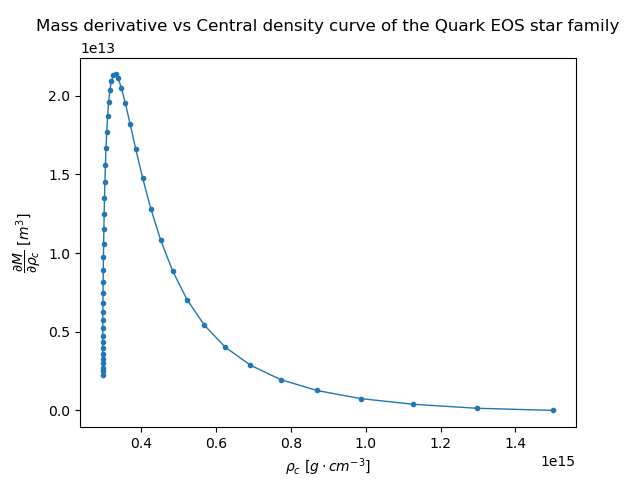 Mass derivative vs Central density curve of the Quark EOS star family
1e13
2.0
1.5
1.0
0.5
0.0
∂M/∂ρ_c [m³]
0.4
0.6
0.8
1.0
1.2
1.4
1e15
ρ_c [g · cm⁻³]